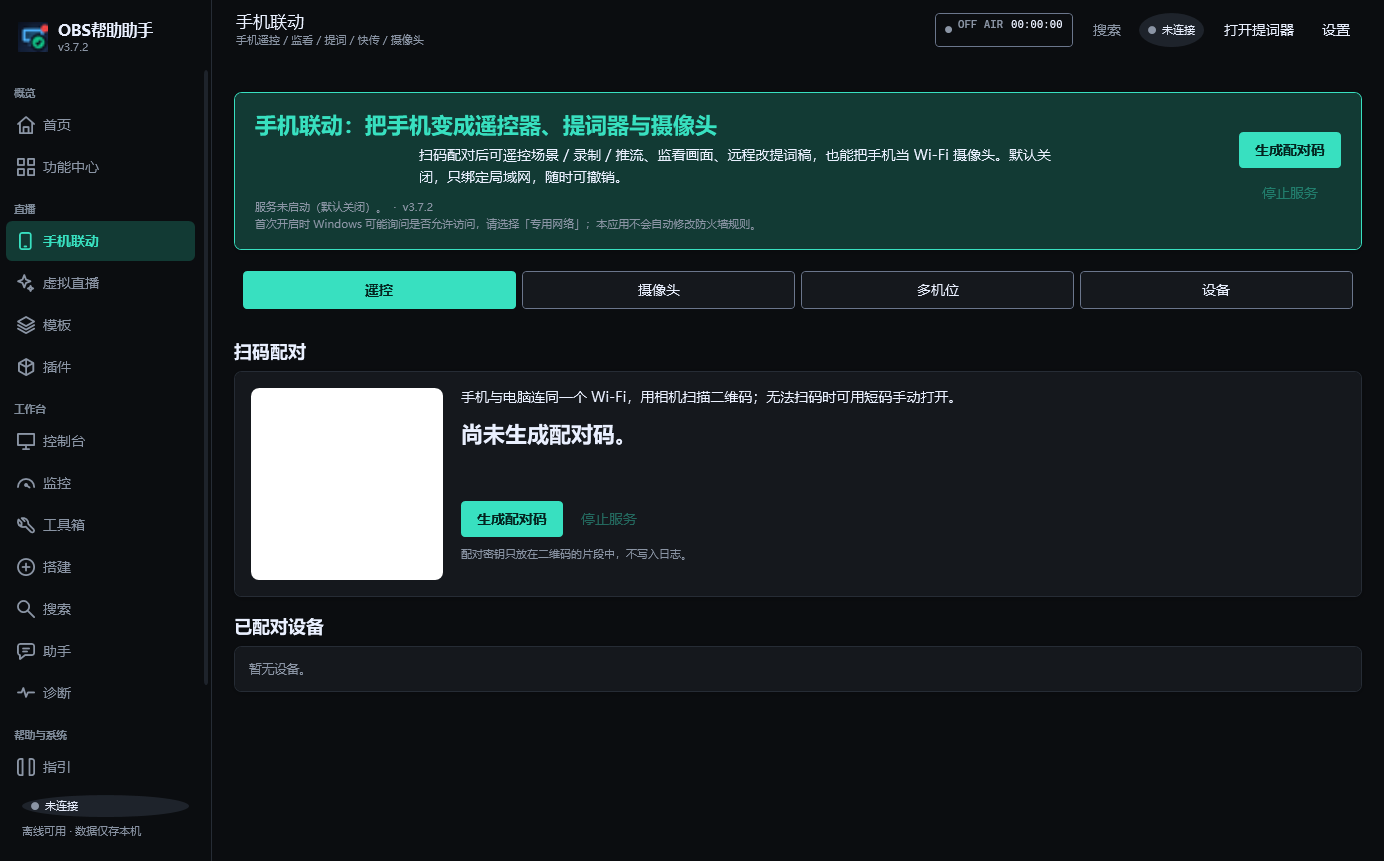 OBS帮助助手
v3.7.2
概览
首页
功能中心
直播
手机联动
虚拟直播
模板
插件
工作台
控制台
监控
工具箱
搭建
搜索
助手
诊断
帮助与系统
指引
未连接
离线可用 · 数据仅存本机
手机联动
手机遥控 / 监看 / 提词 / 快传 / 摄像头
OFF AIR 00:00:00
搜索
未连接
打开提词器
设置
手机联动：把手机变成遥控器、提词器与摄像头
扫码配对后可遥控场景 / 录制 / 推流、监看画面、远程改提词稿，也能把手机当 Wi-Fi 摄像头。默认关
闭，只绑定局域网，随时可撤销。
服务未启动（默认关闭）。 · v3.7.2
首次开启时 Windows 可能询问是否允许访问，请选择「专用网络」；本应用不会自动修改防火墙规则。
生成配对码
停止服务
遥控
摄像头
多机位
设备
扫码配对
手机与电脑连同一个 Wi-Fi，用相机扫描二维码；无法扫码时可用短码手动打开。
尚未生成配对码。
生成配对码
停止服务
配对密钥只放在二维码的片段中，不写入日志。
已配对设备
暂无设备。